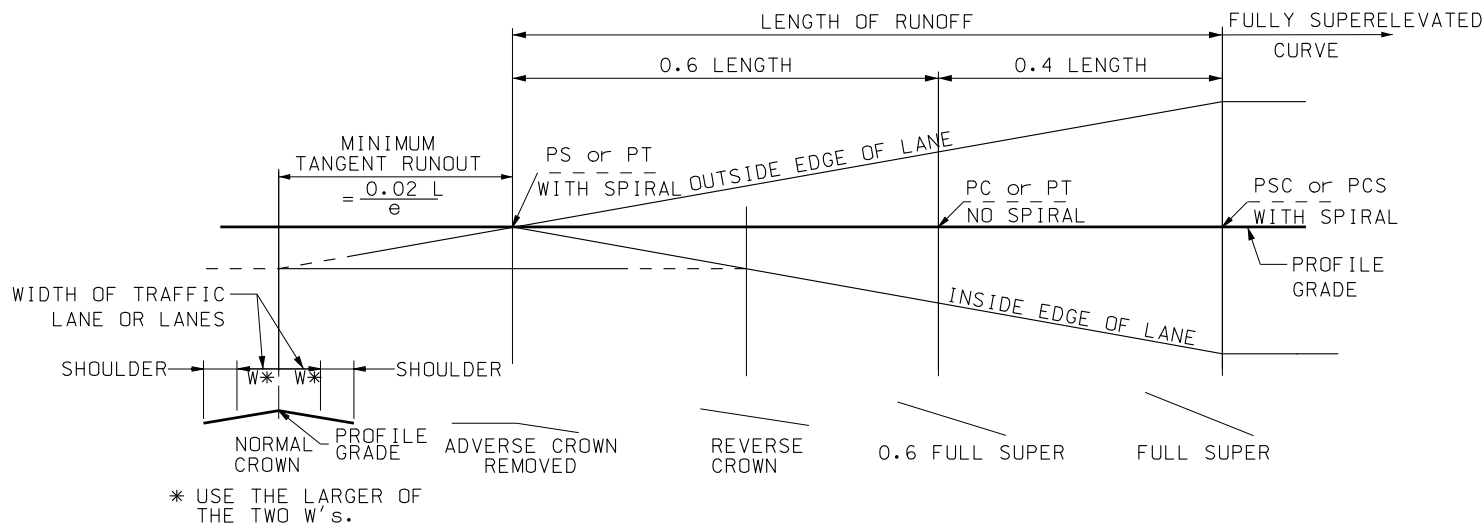 LENGTH OF RUNOFF
FULLY SUPERELEVATED
CURVE
0.6 LENGTH
0.4 LENGTH
MINIMUM
TANGENT RUNOUT
= 0.02 L
e
PS or PT
WITH SPIRAL
OUTSIDE EDGE OF LANE
PC or PT
NO SPIRAL
PSC or PCS
WITH SPIRAL
PROFILE
GRADE
INSIDE EDGE OF LANE
WIDTH OF TRAFFIC
LANE OR LANES
SHOULDER
W* W*
SHOULDER
NORMAL
CROWN
PROFILE
GRADE
ADVERSE CROWN
REMOVED
REVERSE
CROWN
0.6 FULL SUPER
FULL SUPER
* USE THE LARGER OF
THE TWO W's.